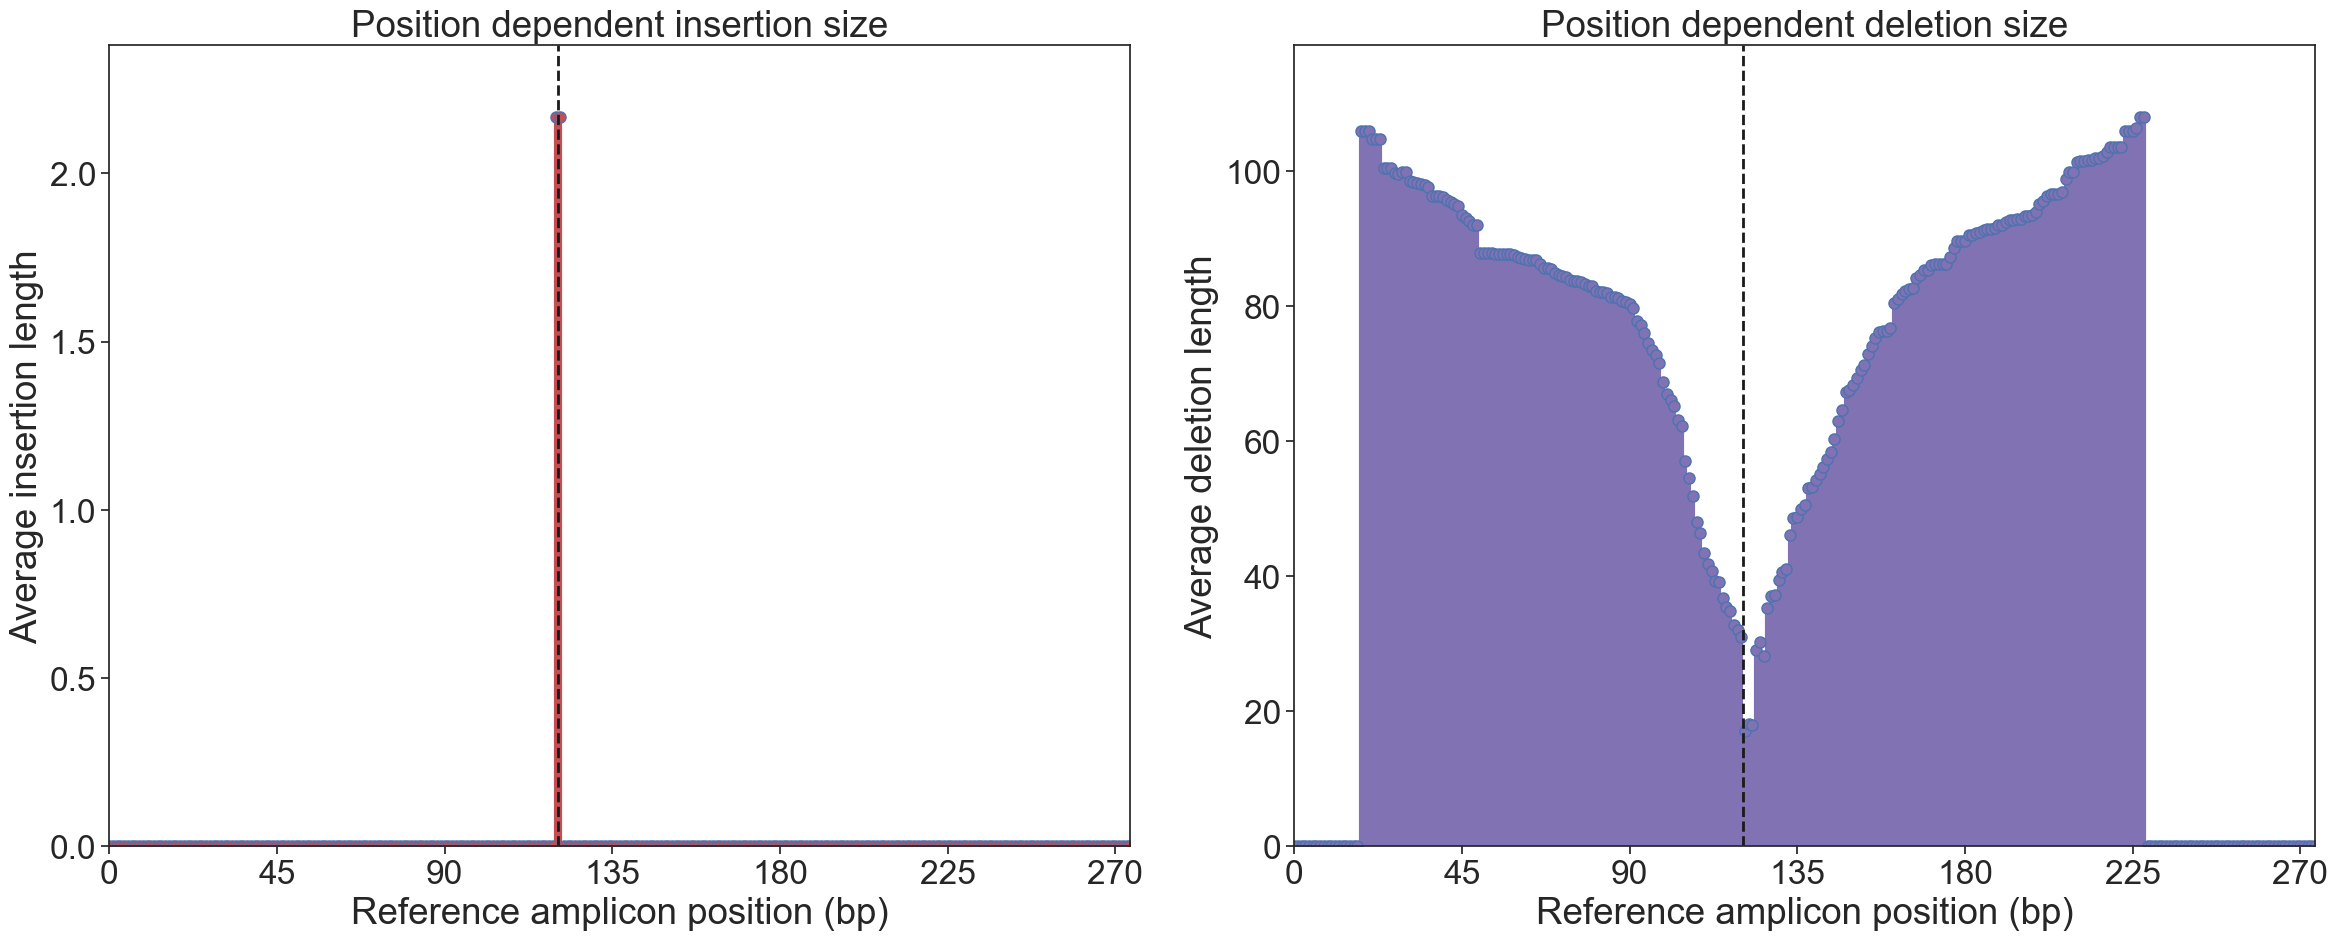 Position dependent insertion size
Average insertion length
2.0
1.5
1.0
0.5
0.0
0 45 90 135 180 225 270
Reference amplicon position (bp)
Position dependent deletion size
Average deletion length
100
80
60
40
20
0
0 45 90 135 180 225 270
Reference amplicon position (bp)